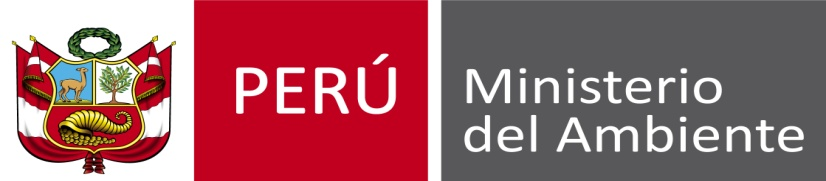 PERÚ
Ministerio
del Ambiente